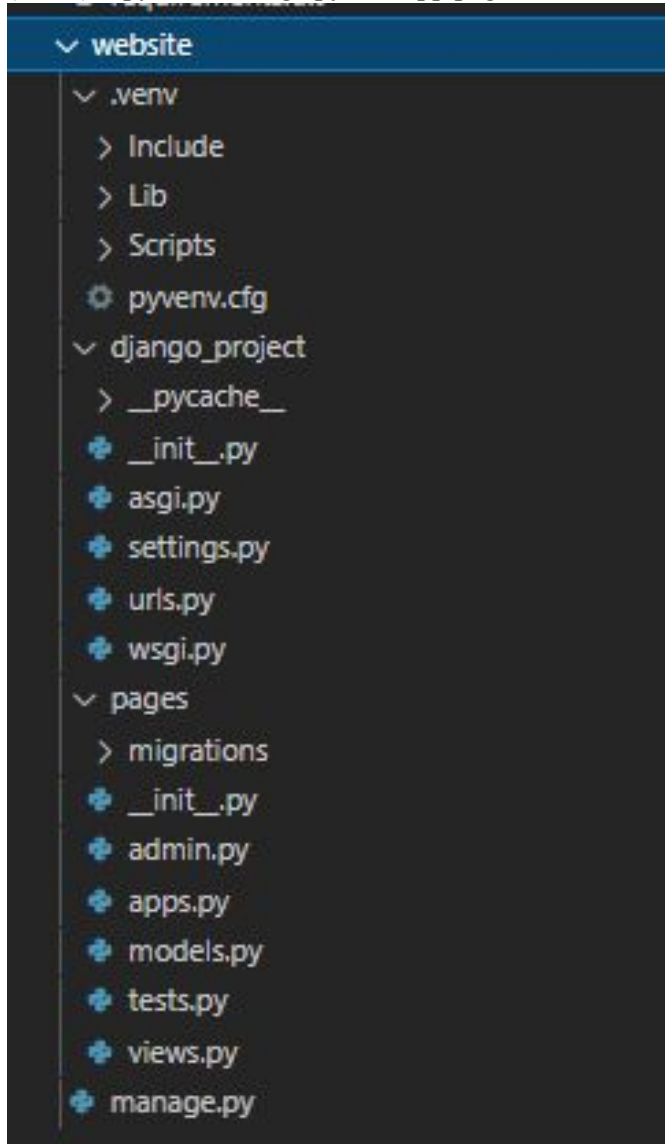 website
.venv
Include
Lib
Scripts
pyvenv.cfg
django_project
__pycache__
__init__.py
asgi.py
settings.py
urls.py
wsgi.py
pages
migrations
__init__.py
admin.py
apps.py
models.py
tests.py
views.py
manage.py